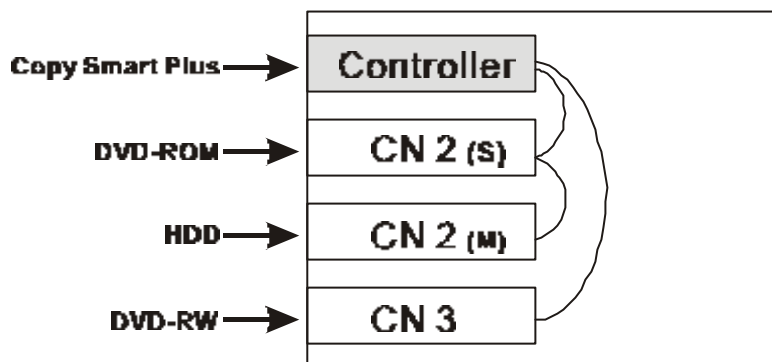 Copy Smart Plus Controller
DVD-ROM CN 2 (S)
HDD CN 2 (M)
DVD-RW CN 3